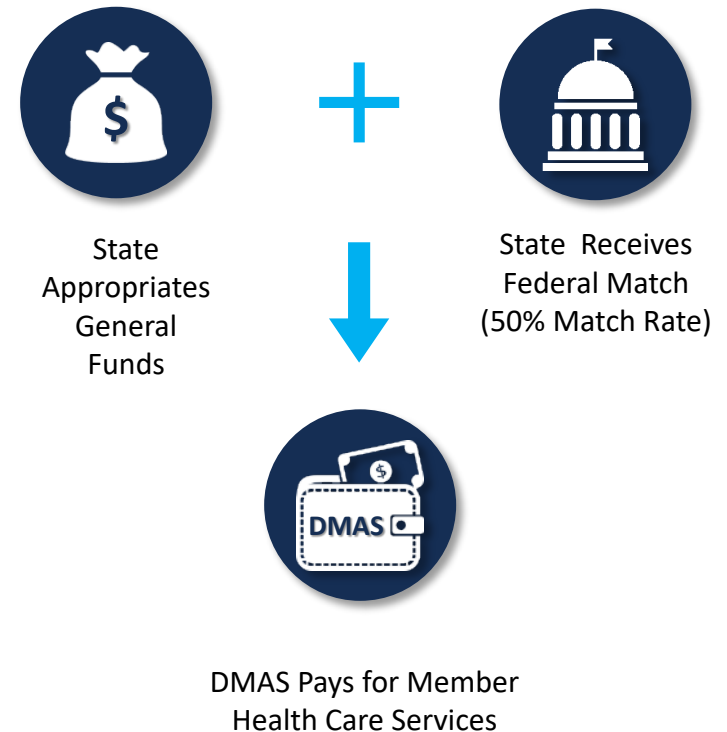 $
State
Appropriates
General
Funds
State Receives
Federal Match
(50% Match Rate)
$
DMAS
DMAS Pays for Member
Health Care Services